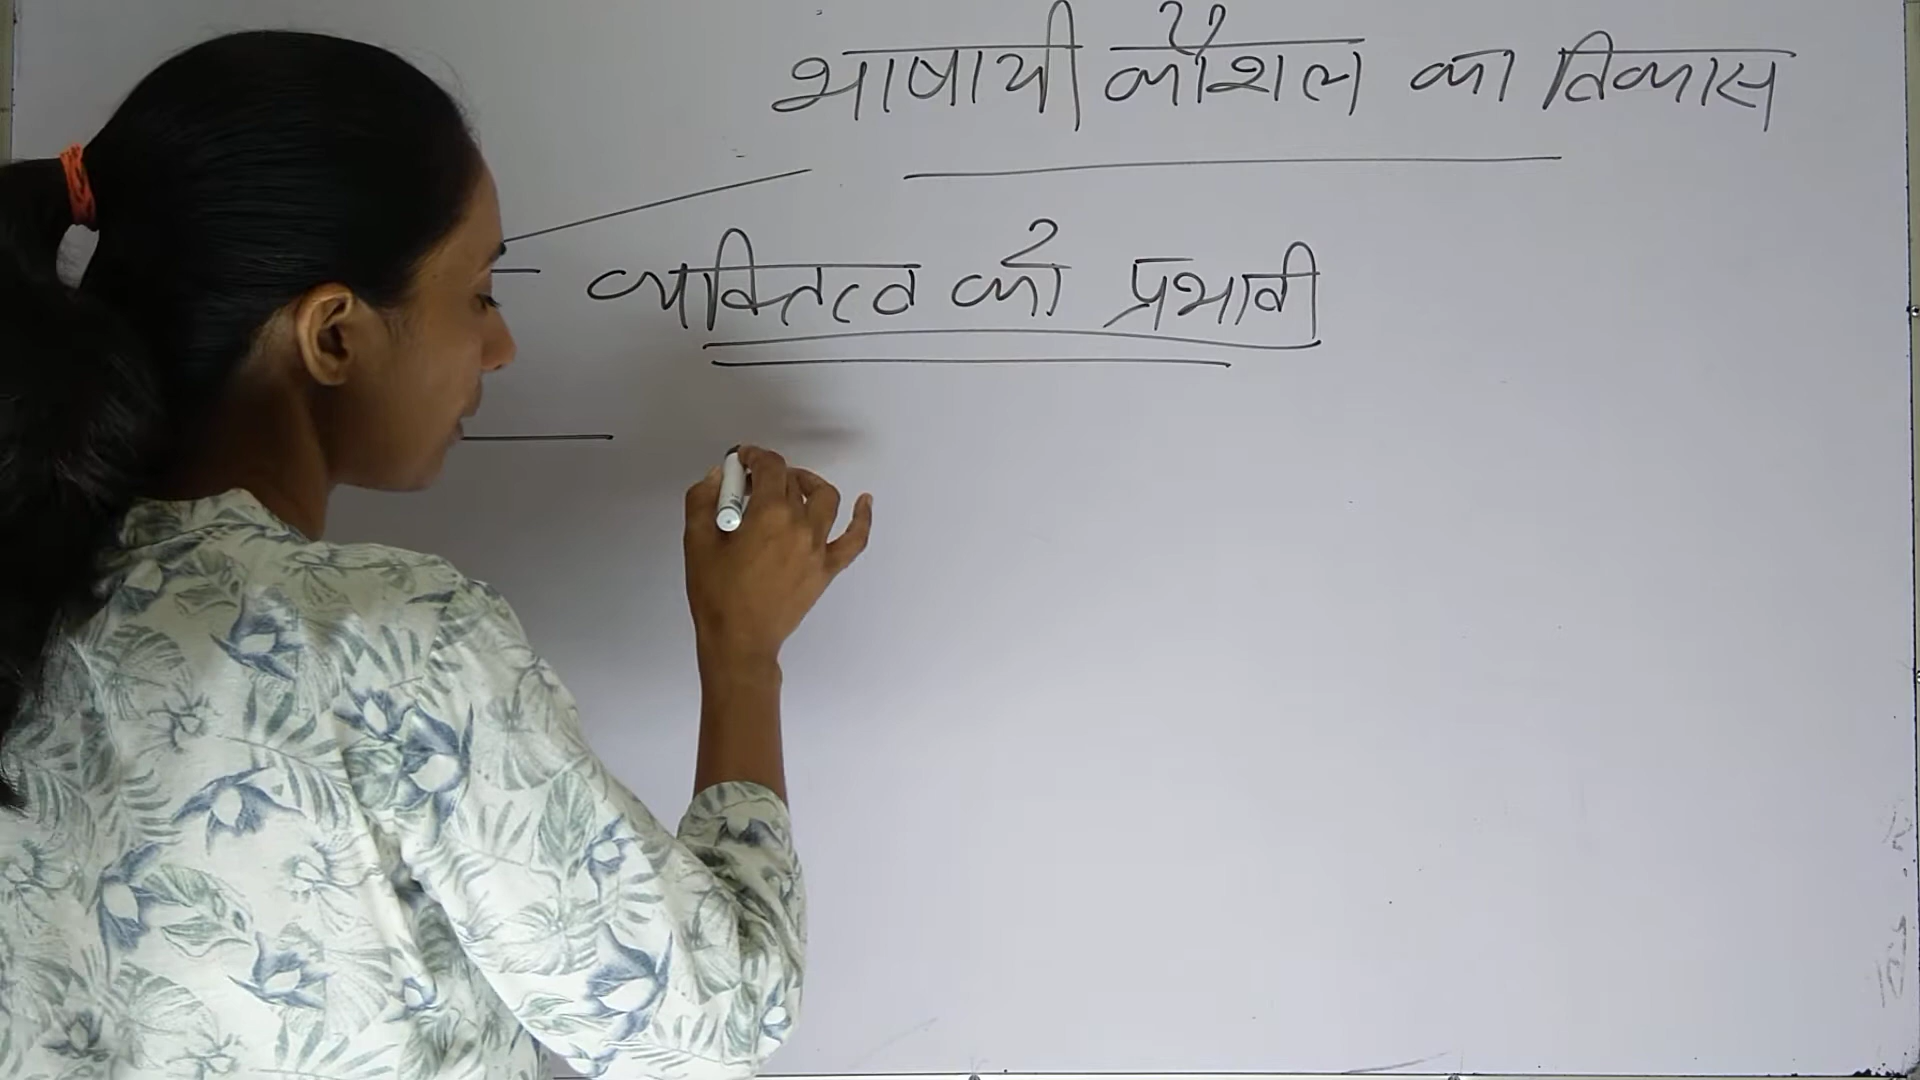 भाषायी कौशल का विकास
व्यक्तित्व को प्रभावी